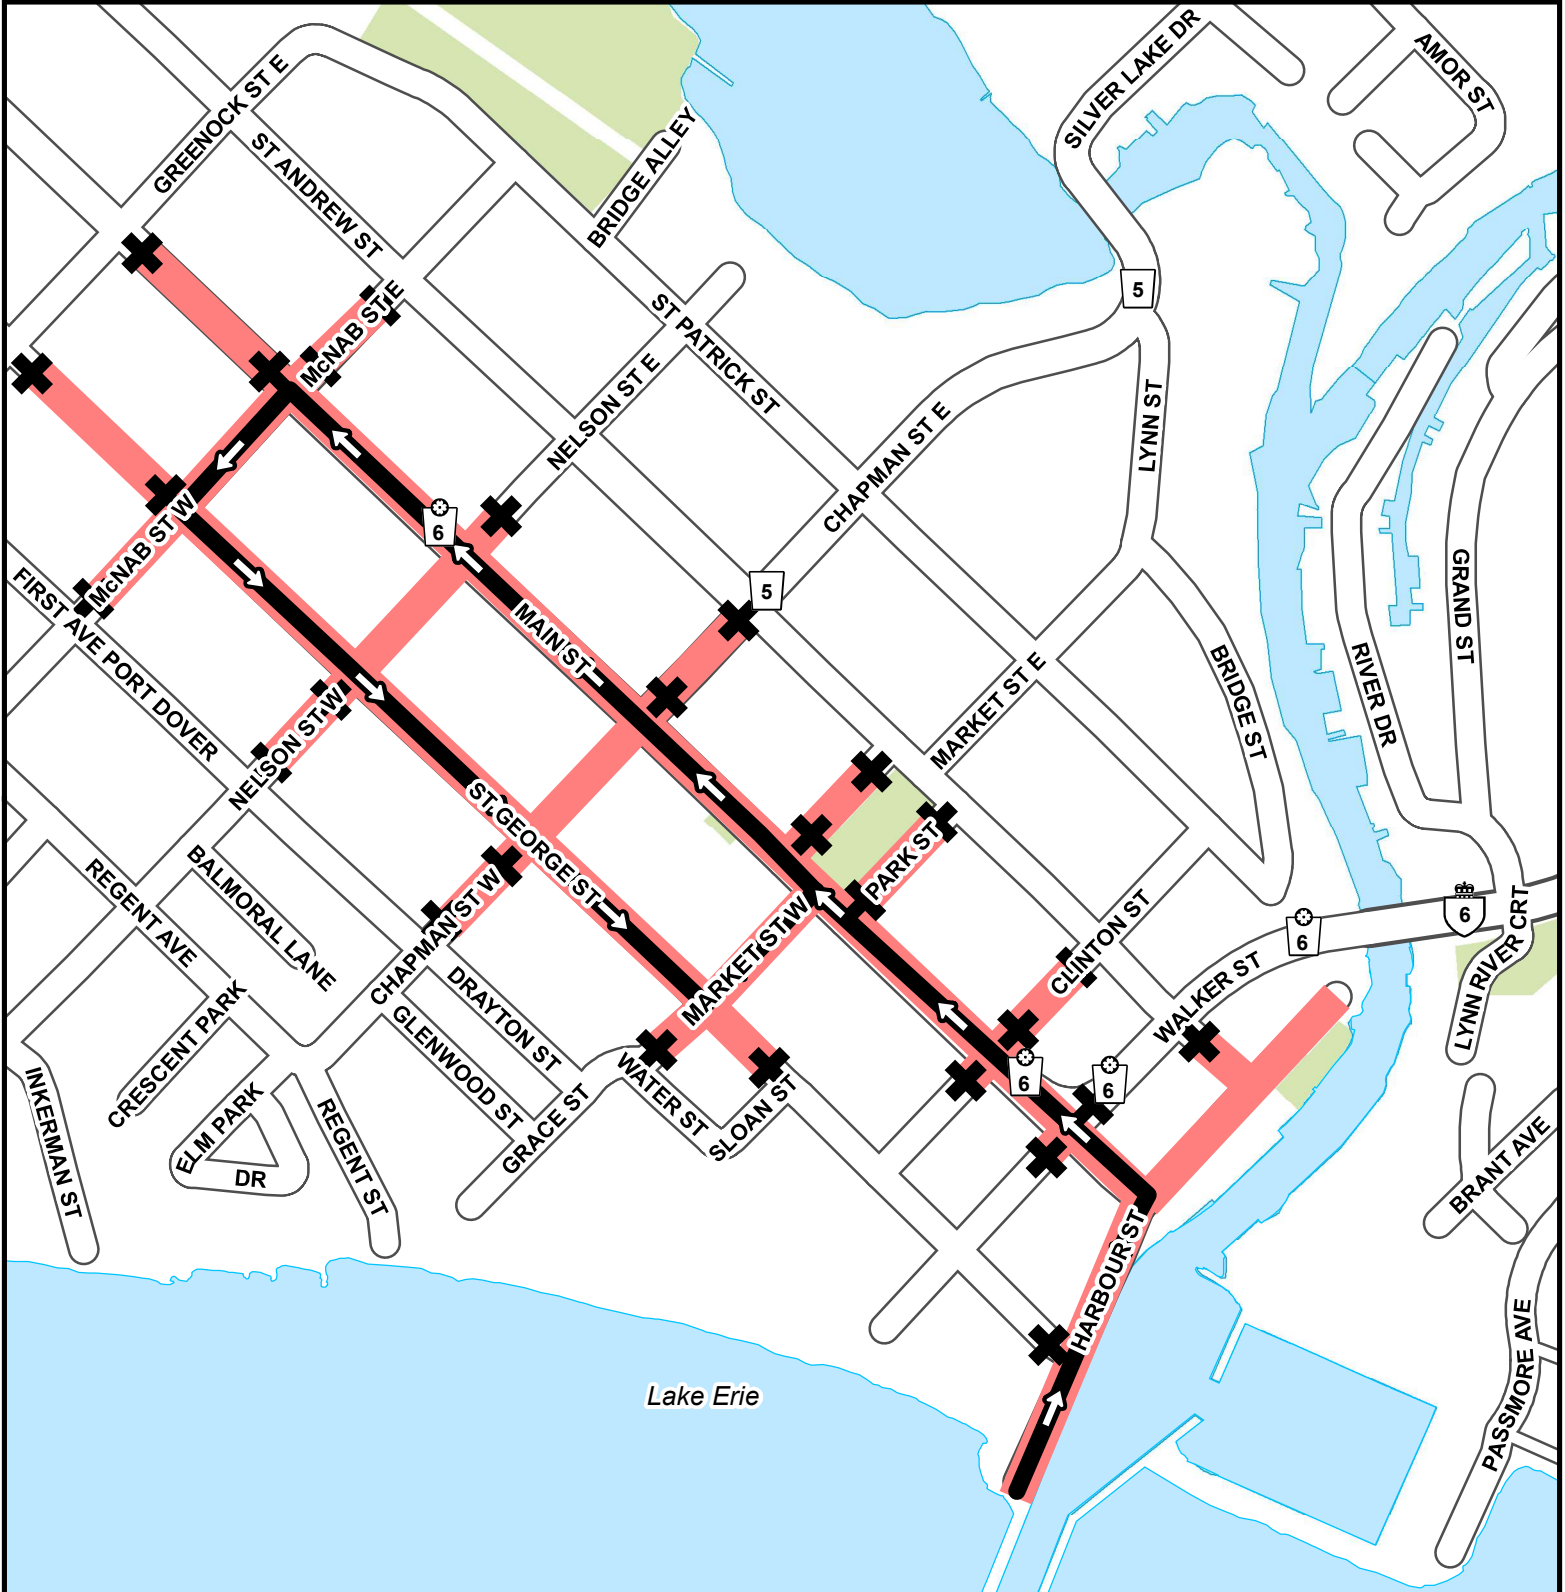 SILVER LAKE DR
AMOR ST
GREENOCK ST E
ST ANDREW ST
BRIDGE ALLEY
5
McNAB ST E
ST PATRICK ST
NELSON ST E
CHAPMAN ST E
LYNN ST
6
McNAB ST W
5
FIRST AVE PORT DOVER
MAIN ST
GRAND ST
RIVER DR
BRIDGE ST
MARKET ST E
NELSON ST W
ST. GEORGE ST
PARK ST
BALMORAL LANE
REGENT AVE
CHAPMAN ST W
MARKET ST W
CLINTON ST
6
6
LYNN RIVER CRT
WALKER ST
CRESCENT PARK
DRAYTON ST
GLENWOOD ST
WATER ST
SLOAN ST
GRACE ST
6
6
INKERMAN ST
ELM PARK
DR
REGENT ST
BRANT AVE
HARBOUR ST
PASSMORE AVE
Lake Erie